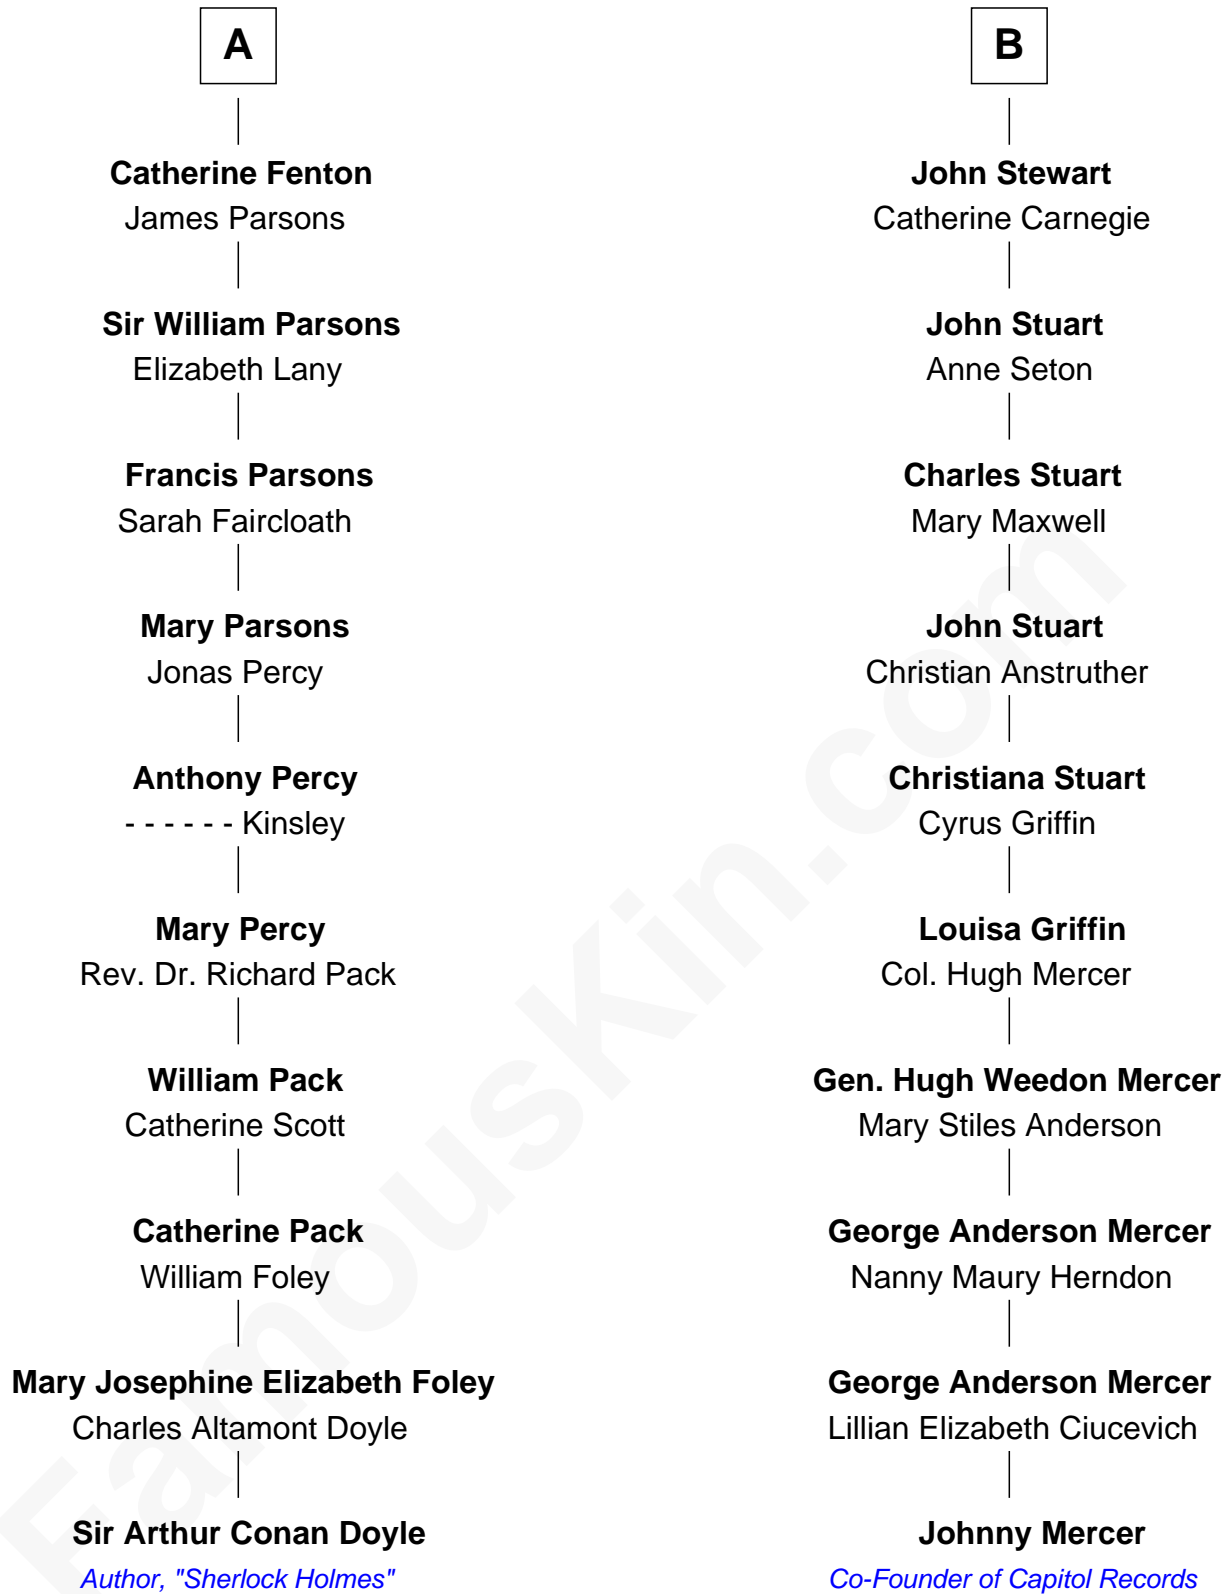 A
Catherine Fenton
James Parsons
Sir William Parsons
Elizabeth Lany
Francis Parsons
Sarah Faircloath
Mary Parsons
Jonas Percy
Anthony Percy
- - - - - - Kinsley
Mary Percy
Rev. Dr. Richard Pack
William Pack
Catherine Scott
Catherine Pack
William Foley
Mary Josephine Elizabeth Foley
Charles Altamont Doyle
Sir Arthur Conan Doyle
Author, "Sherlock Holmes"
B
John Stewart
Catherine Carnegie
John Stuart
Anne Seton
Charles Stuart
Mary Maxwell
John Stuart
Christian Anstruther
Christiana Stuart
Cyrus Griffin
Louisa Griffin
Col. Hugh Mercer
Gen. Hugh Weedon Mercer
Mary Stiles Anderson
George Anderson Mercer
Nanny Maury Herndon
George Anderson Mercer
Lillian Elizabeth Ciucevich
Johnny Mercer
Co-Founder of Capitol Records
FamousKin.com